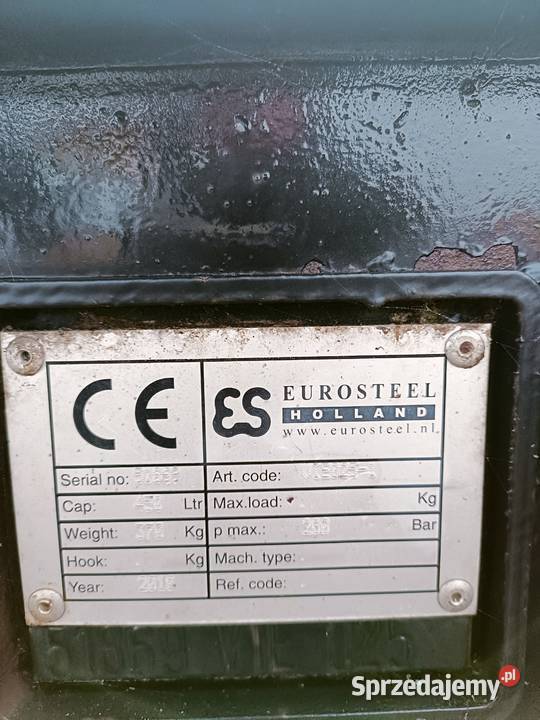 CE
ES EUROSTEEL
HOLLAND
www.eurosteel.nl
Serial no:
Art. code:
Cap: Ltr
Max.load: Kg
Weight: Kg
p max.: Bar
Hook: Kg
Mach. type:
Year:
Ref. code:
Sprzedajemy.pl